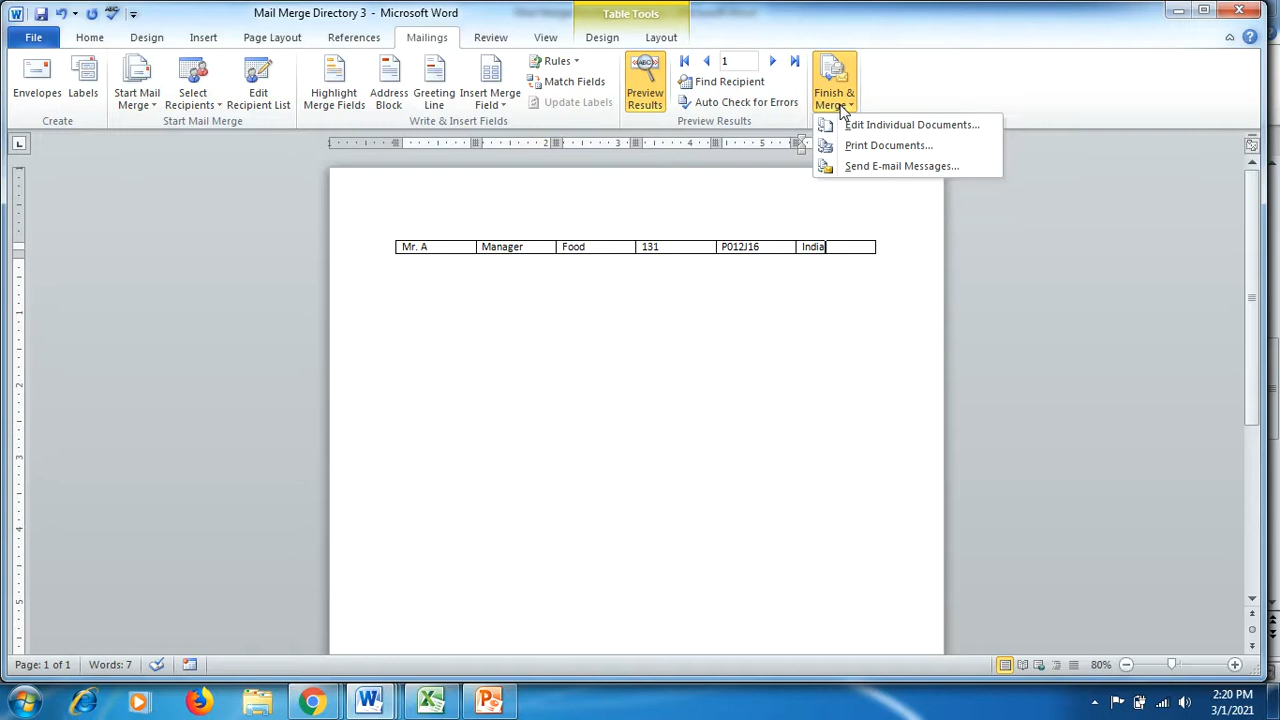 Mail Merge Directory 3 - Microsoft Word
Table Tools
File Home Design Insert Page Layout References Mailings Review View Design Layout
Envelopes
Labels
Create
Start Mail Merge
Select Recipients
Edit Recipient List
Start Mail Merge
Highlight Merge Fields
Address Block
Greeting Line
Insert Merge Field
Rules
Match Fields
Update Labels
Write & Insert Fields
ABC
Preview Results
1
Find Recipient
Auto Check for Errors
Preview Results
Finish & Merge
Edit Individual Documents...
Print Documents...
Send E-mail Messages...
Mr. A Manager Food 131 P012J16 India
Page: 1 of 1 Words: 7 80%
2:20 PM
3/1/2021